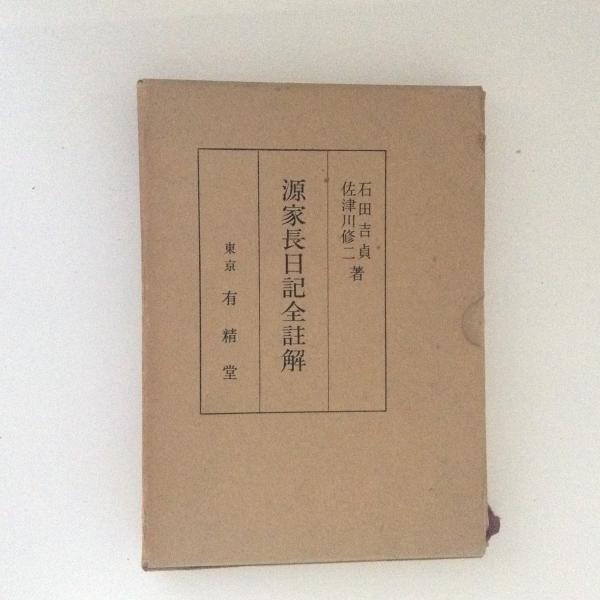 石田吉貞
佐津川修二 著
源家長日記全註解
東京 有精堂